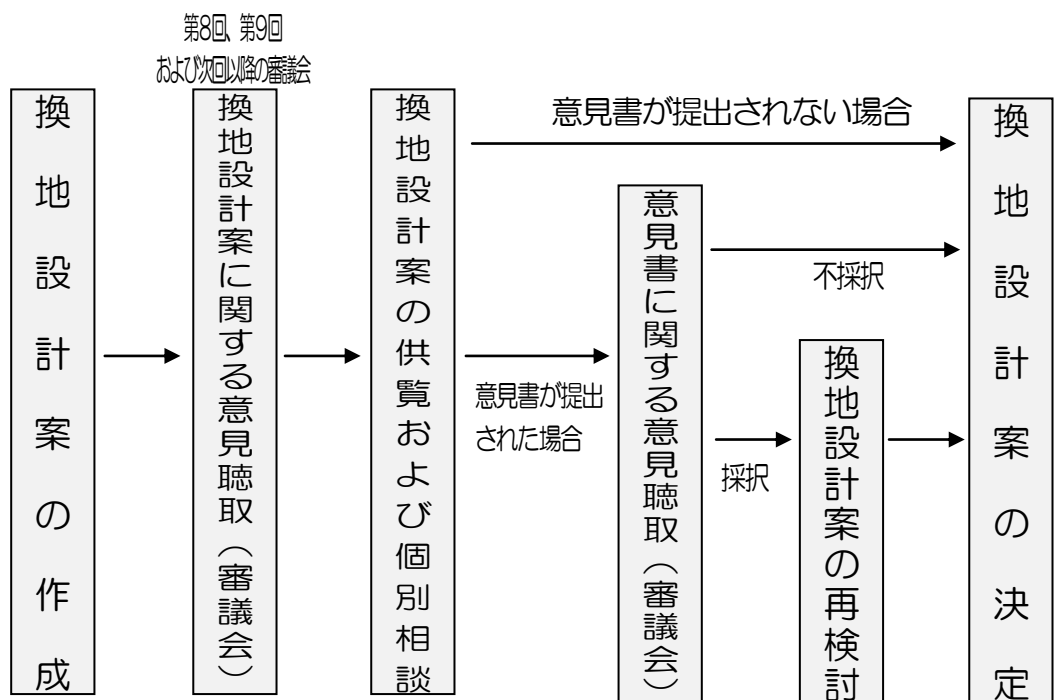 第8回、第9回
および次回以降の審議会
換地設計案の作成
換地設計案に関する意見聴取（審議会）
換地設計案の供覧および個別相談
意見書が提出されない場合
意見書が提出
された場合
意見書に関する意見聴取（審議会）
不採択
採択
換地設計案の再検討
換地設計案の決定